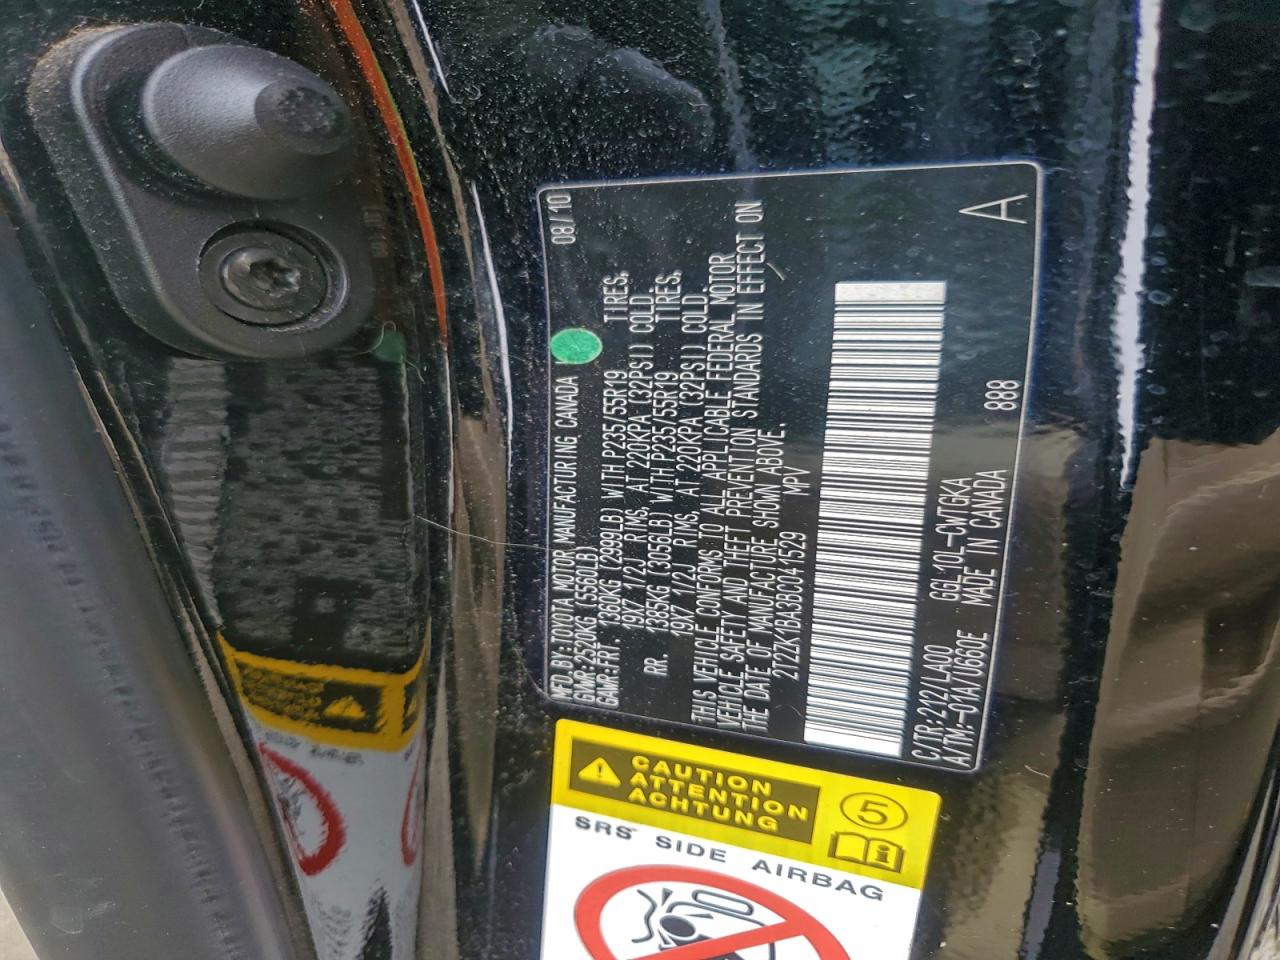 MFD.BY:TOYOTA MOTOR MANUFACTURING CANADA 08/10
GVWR:2520KG (5560LB)
GAWR:FRT 1360KG (2999LB) WITH P235/55R19 TIRES,
19X7 1/2J RIMS, AT 220KPA (32PSI) COLD
RR. 1385KG (3056LB) WITH P235/55R19 TIRES,
19X7 1/2J RIMS, AT 220KPA (32PSI) COLD
THIS VEHICLE CONFORMS TO ALL APPLICABLE FEDERAL MOTOR
VEHICLE SAFETY AND THEFT PREVENTION STANDARDS IN EFFECT ON
THE DATE OF MANUFACTURE SHOWN ABOVE.
2T2ZK1BA3BC041529 MPV
C/TR:2122/LA00 GGL10L-CWTGKA
A/TM:-01A/U660E MADE IN CANADA 888 A
CAUTION
ATTENTION
ACHTUNG
5
i
SRS SIDE AIRBAG